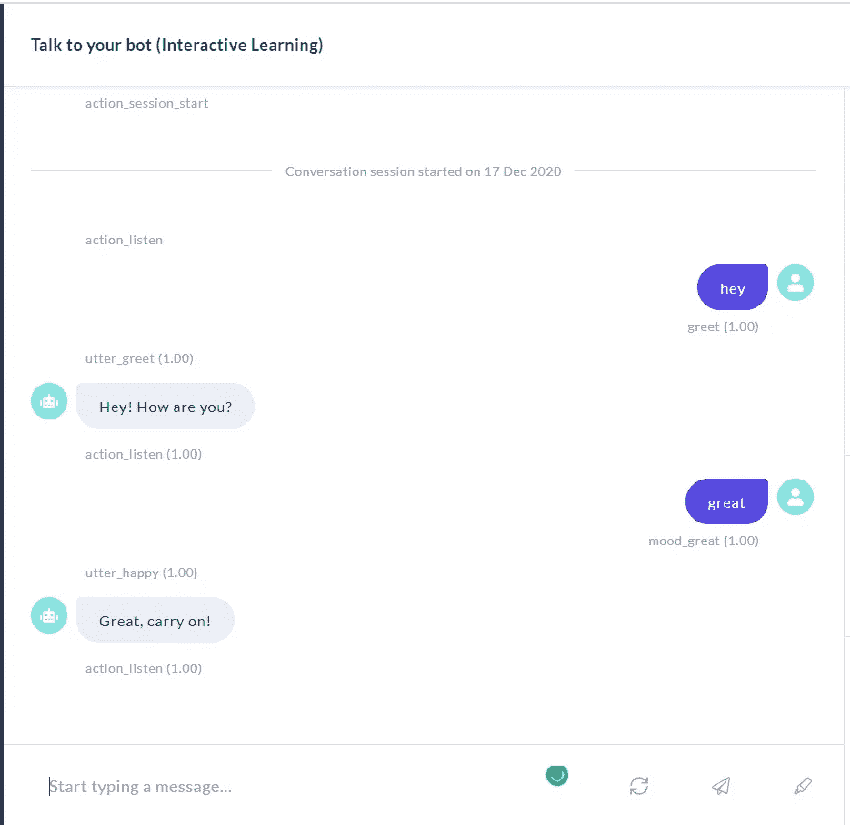 Talk to your bot (Interactive Learning)
action_session_start
Conversation session started on 17 Dec 2020
action_listen
hey
greet (1.00)
utter_greet (1.00)
Hey! How are you?
action_listen (1.00)
great
mood_great (1.00)
utter_happy (1.00)
Great, carry on!
action_listen (1.00)
Start typing a message...